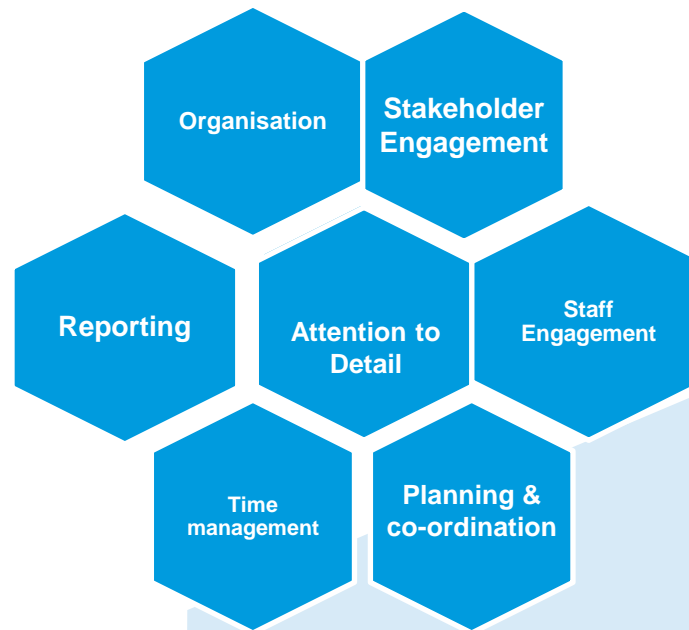 Organisation
Stakeholder
Engagement
Reporting
Attention to
Detail
Staff
Engagement
Time
management
Planning &
co-ordination